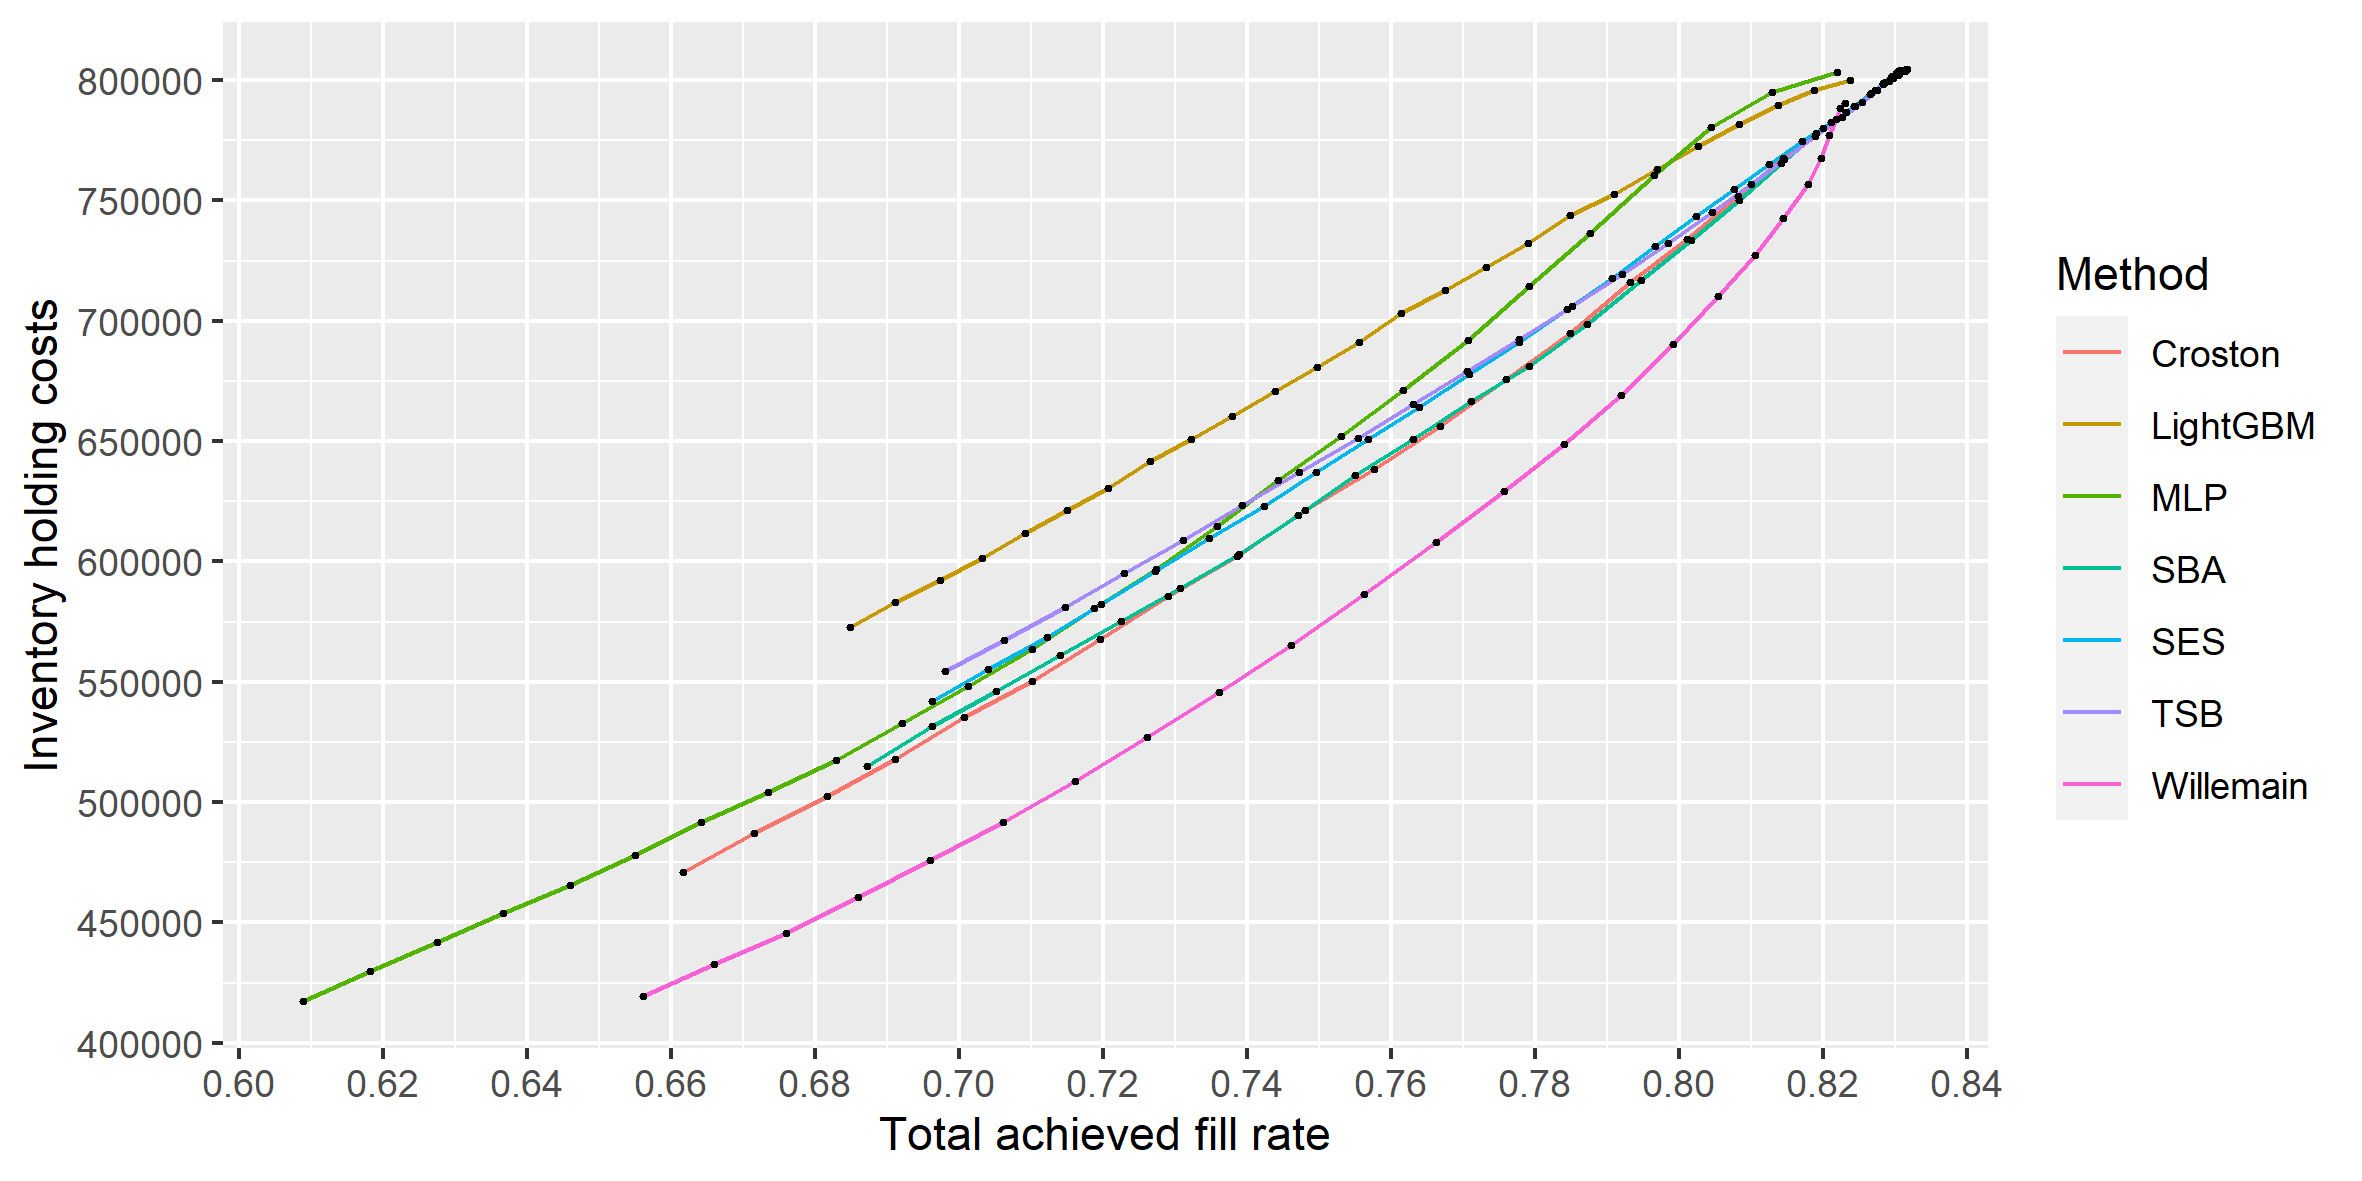 Inventory holding costs
800000
750000
700000
650000
600000
550000
500000
450000
400000
0.60 0.62 0.64 0.66 0.68 0.70 0.72 0.74 0.76 0.78 0.80 0.82 0.84
Total achieved fill rate
Method
Croston
LightGBM
MLP
SBA
SES
TSB
Willemain